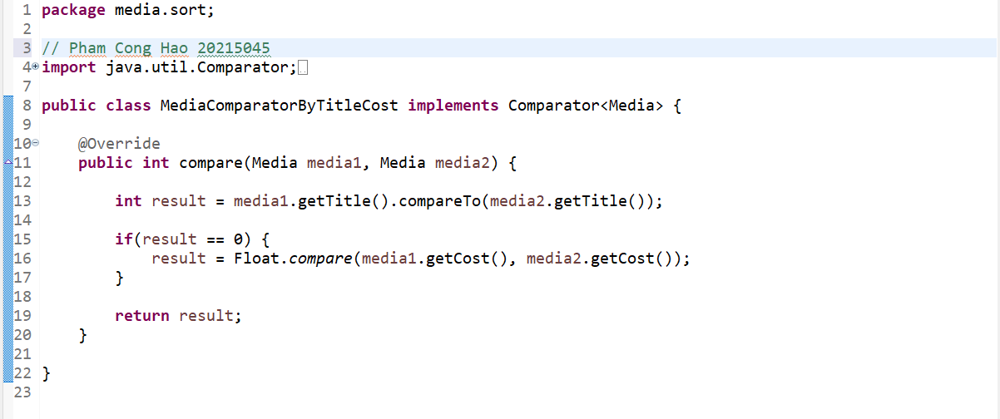 1 package media.sort;
2
3 // Pham Cong Hao 20215045
4 import java.util.Comparator;
7
8 public class MediaComparatorByTitleCost implements Comparator<Media> {
9
10     @Override
11     public int compare(Media media1, Media media2) {
12
13         int result = media1.getTitle().compareTo(media2.getTitle());
14
15         if(result == 0) {
16             result = Float.compare(media1.getCost(), media2.getCost());
17         }
18
19         return result;
20     }
21
22 }
23